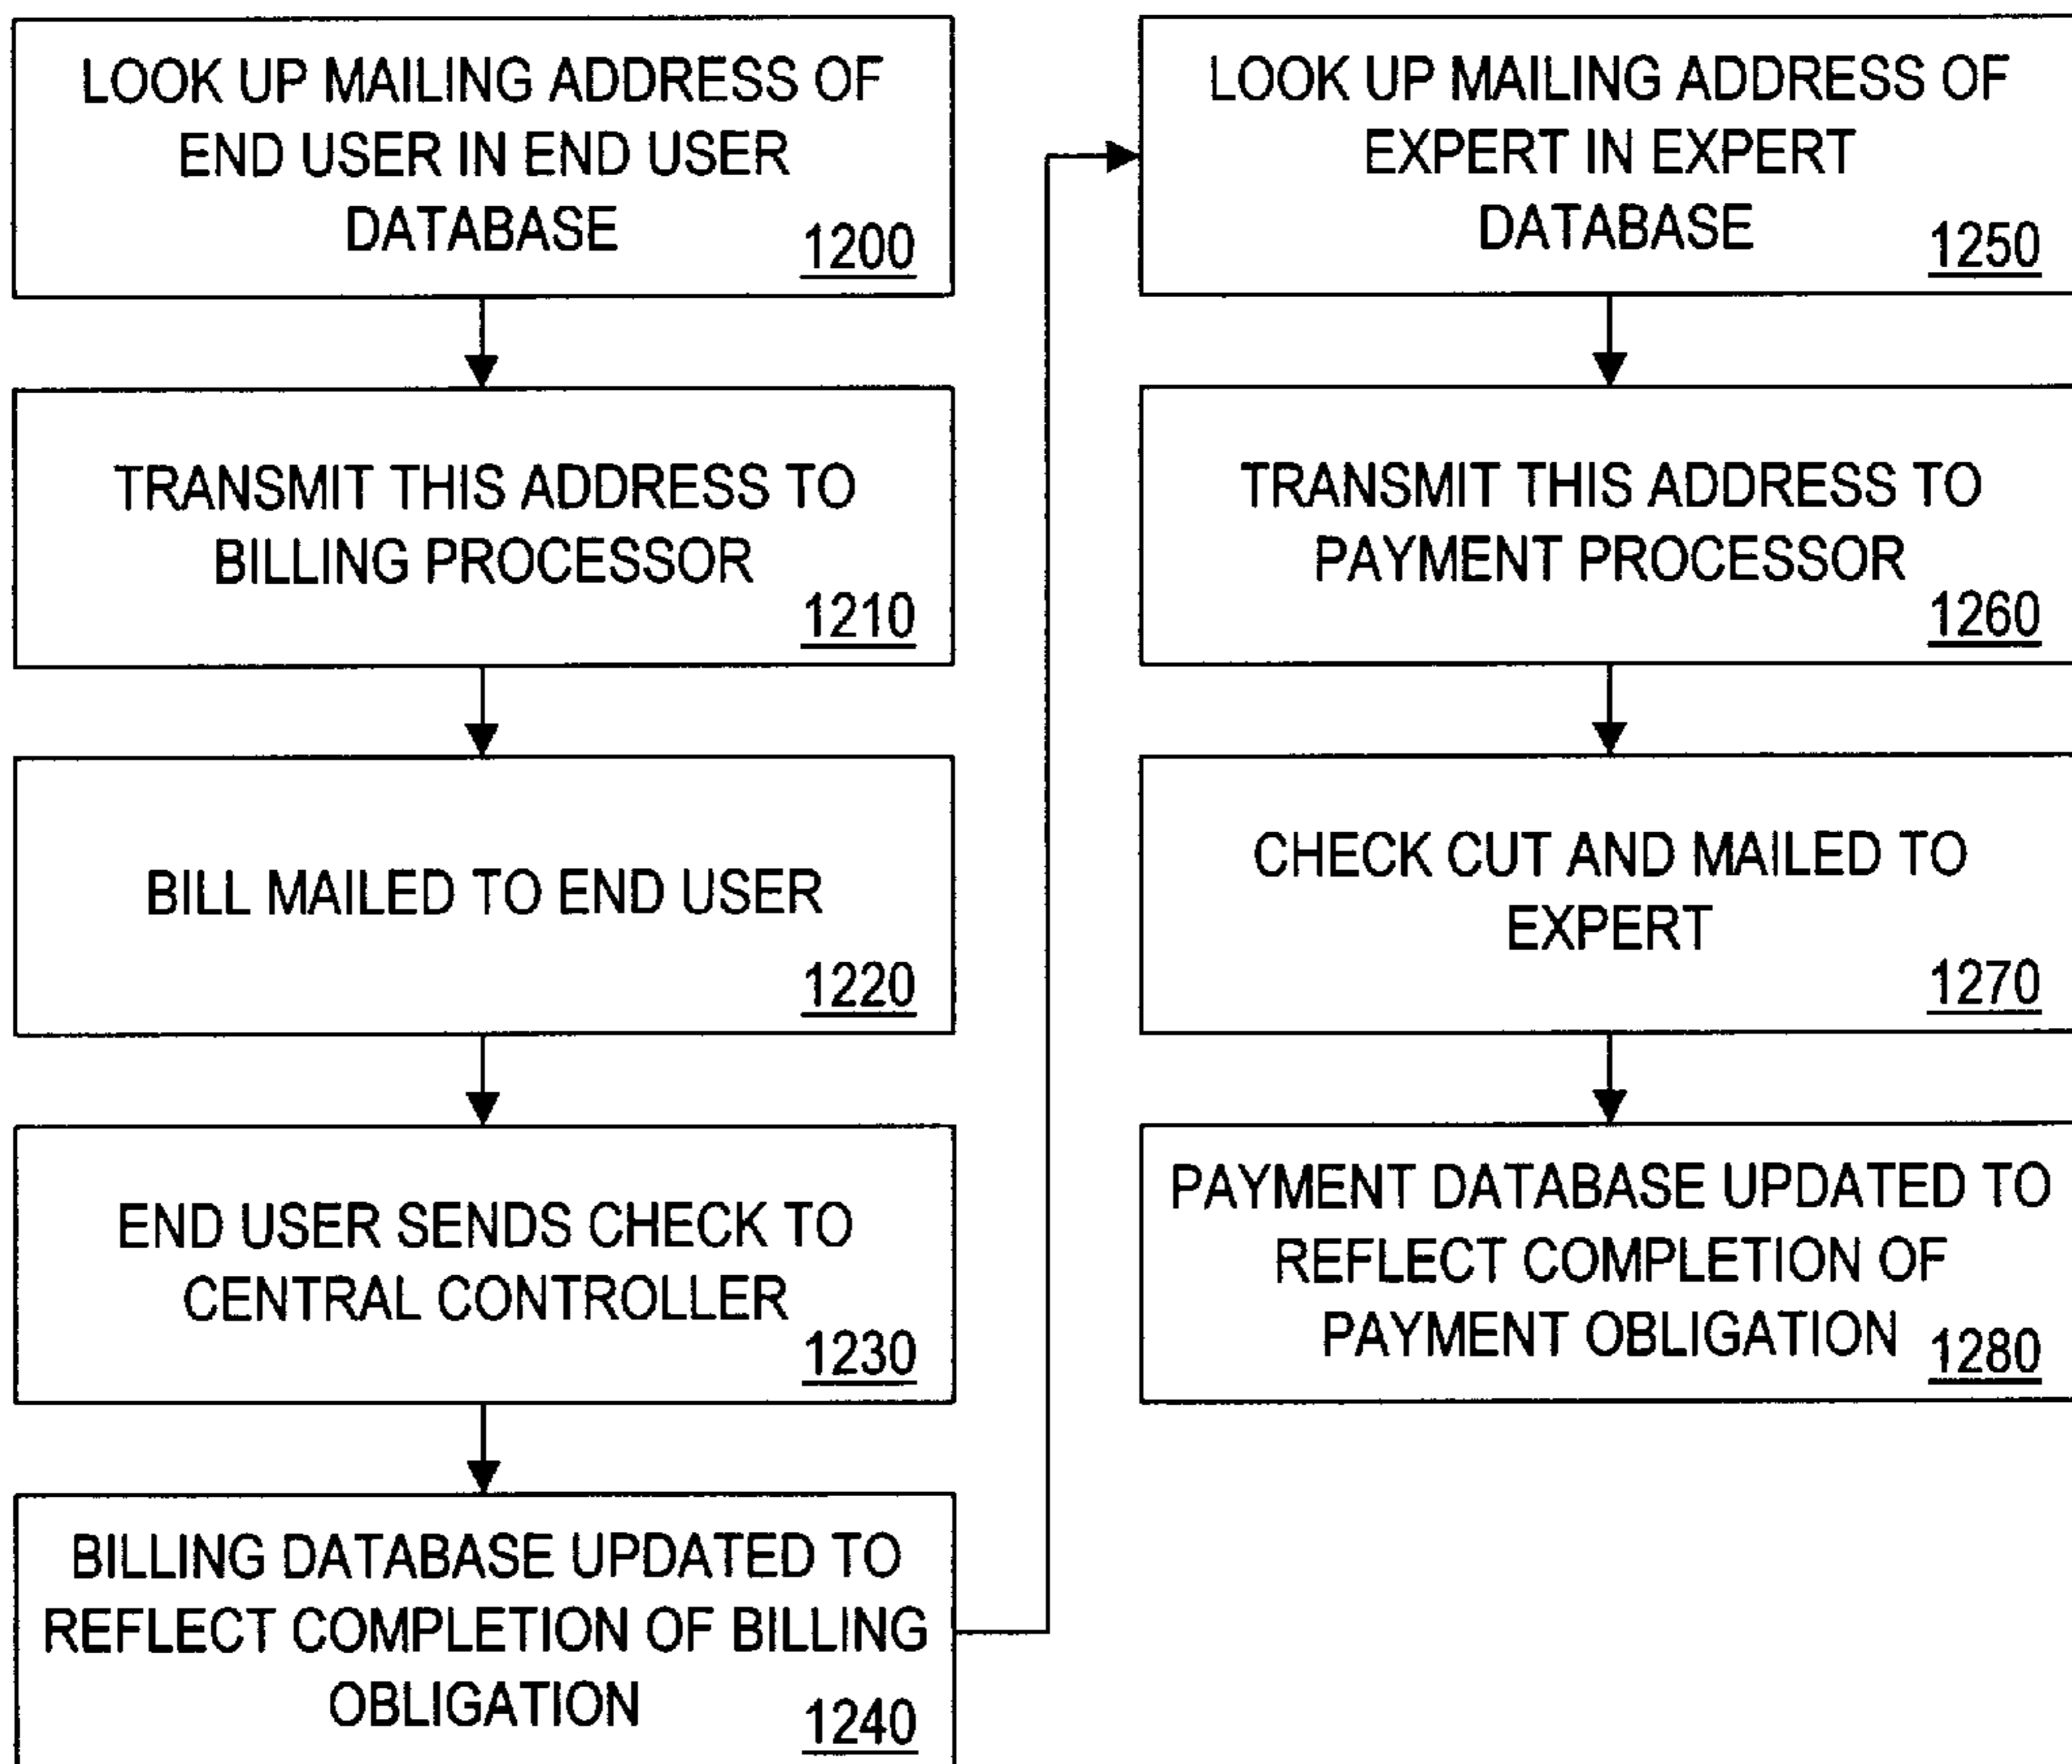 LOOK UP MAILING ADDRESS OF
END USER IN END USER
DATABASE
1200
TRANSMIT THIS ADDRESS TO
BILLING PROCESSOR
1210
BILL MAILED TO END USER
1220
END USER SENDS CHECK TO
CENTRAL CONTROLLER
1230
BILLING DATABASE UPDATED TO
REFLECT COMPLETION OF BILLING
OBLIGATION
1240
LOOK UP MAILING ADDRESS OF
EXPERT IN EXPERT
DATABASE
1250
TRANSMIT THIS ADDRESS TO
PAYMENT PROCESSOR
1260
CHECK CUT AND MAILED TO
EXPERT
1270
PAYMENT DATABASE UPDATED TO
REFLECT COMPLETION OF
PAYMENT OBLIGATION
1280